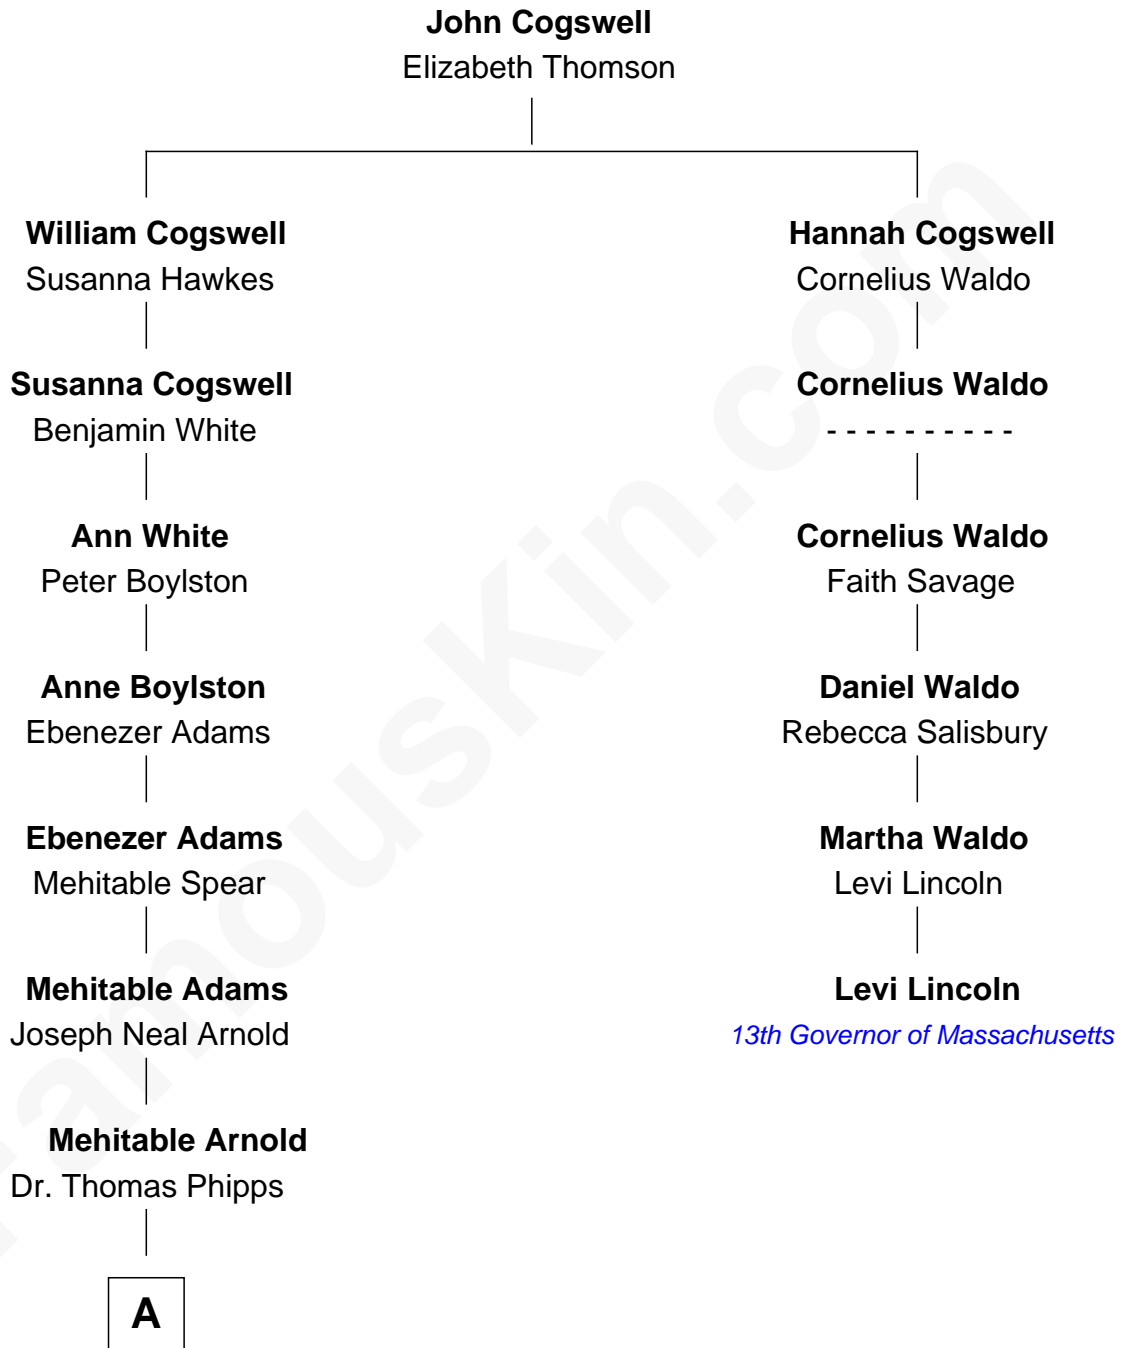 John Cogswell
Elizabeth Thomson
William Cogswell
Susanna Hawkes
Hannah Cogswell
Cornelius Waldo
Susanna Cogswell
Benjamin White
Cornelius Waldo
- - - - - - - - - -
Ann White
Peter Boylston
Cornelius Waldo
Faith Savage
Anne Boylston
Ebenezer Adams
Daniel Waldo
Rebecca Salisbury
Ebenezer Adams
Mehitable Spear
Martha Waldo
Levi Lincoln
Mehitable Adams
Joseph Neal Arnold
Levi Lincoln
13th Governor of Massachusetts
Mehitable Arnold
Dr. Thomas Phipps
A
FamousKin.com